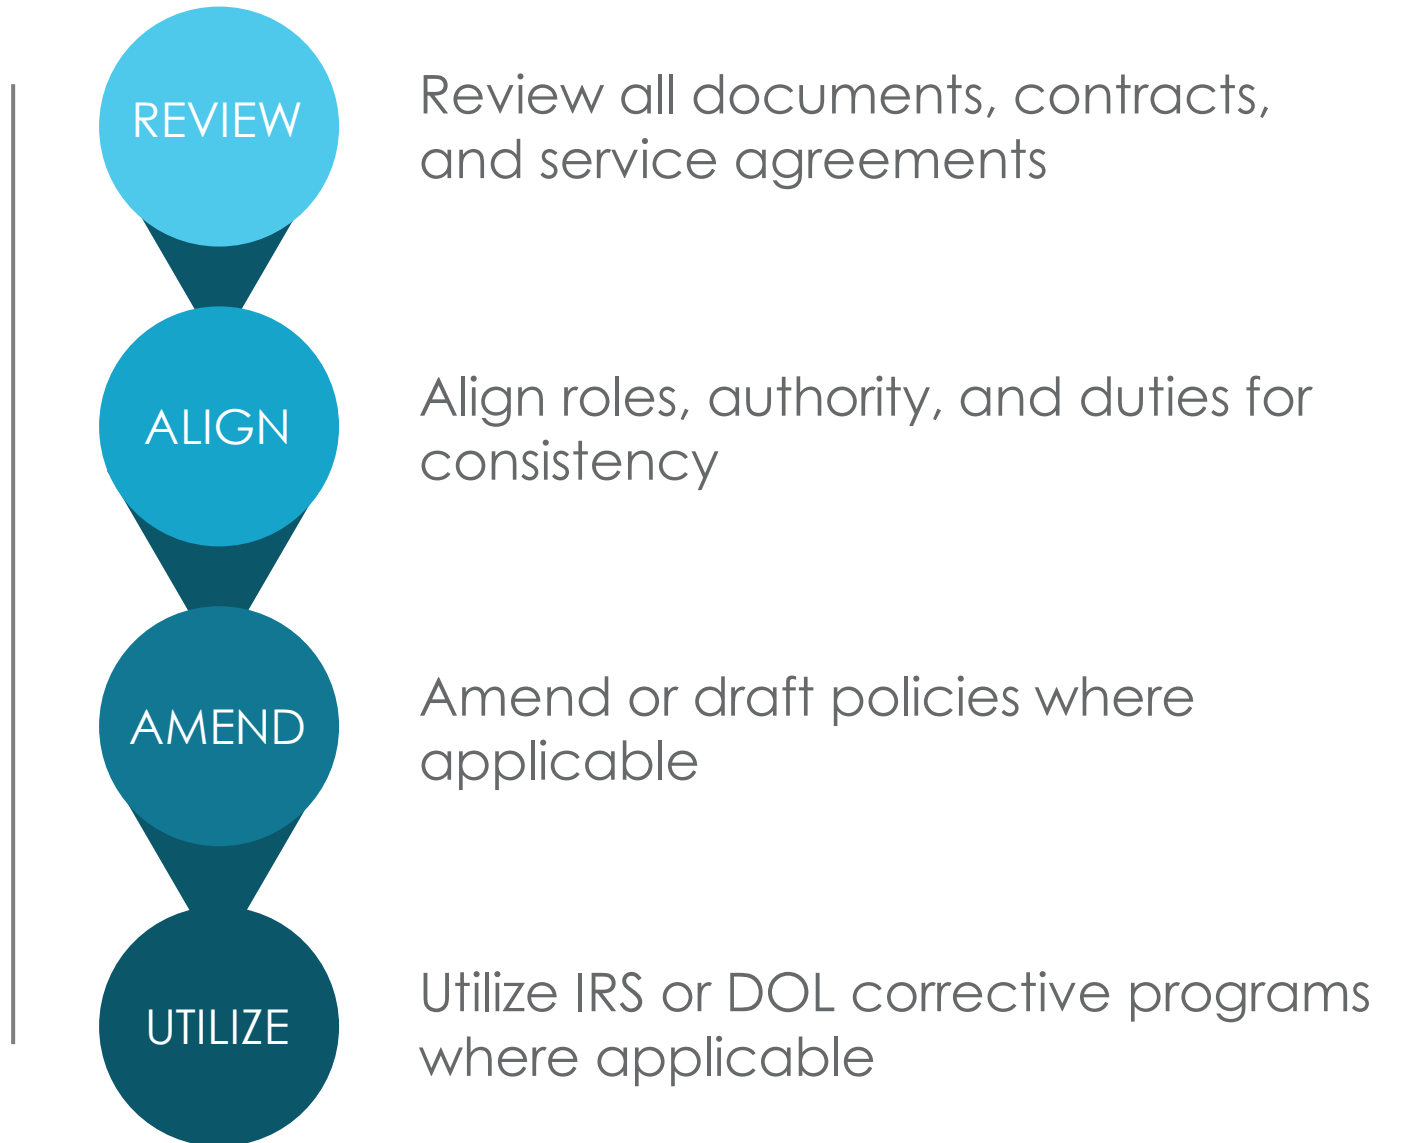 REVIEW
Review all documents, contracts,
and service agreements
ALIGN
Align roles, authority, and duties for
consistency
AMEND
Amend or draft policies where
applicable
UTILIZE
Utilize IRS or DOL corrective programs
where applicable